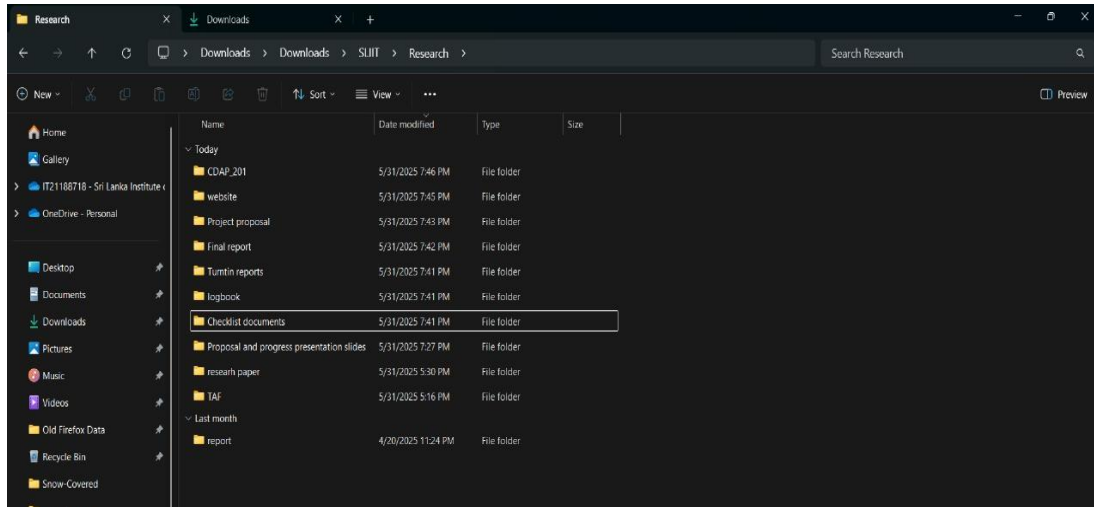 Research
Downloads
Downloads > Downloads > SLIIT > Research >
Search Research
New
Sort
View
Preview
Home
Gallery
IT21188718 - Sri Lanka Institute
OneDrive - Personal
Desktop
Documents
Downloads
Pictures
Music
Videos
Old Firefox Data
Recycle Bin
Snow-Covered
Name Date modified Type Size
Today
CDAP_201 5/31/2025 7:46 PM File folder
website 5/31/2025 7:45 PM File folder
Project proposal 5/31/2025 7:43 PM File folder
Final report 5/31/2025 7:42 PM File folder
Turntin reports 5/31/2025 7:41 PM File folder
logbook 5/31/2025 7:41 PM File folder
Checklist documents 5/31/2025 7:41 PM File folder
Proposal and progress presentation slides 5/31/2025 7:27 PM File folder
researh paper 5/31/2025 5:30 PM File folder
TAF 5/31/2025 5:16 PM File folder
Last month
report 4/20/2025 11:24 PM File folder